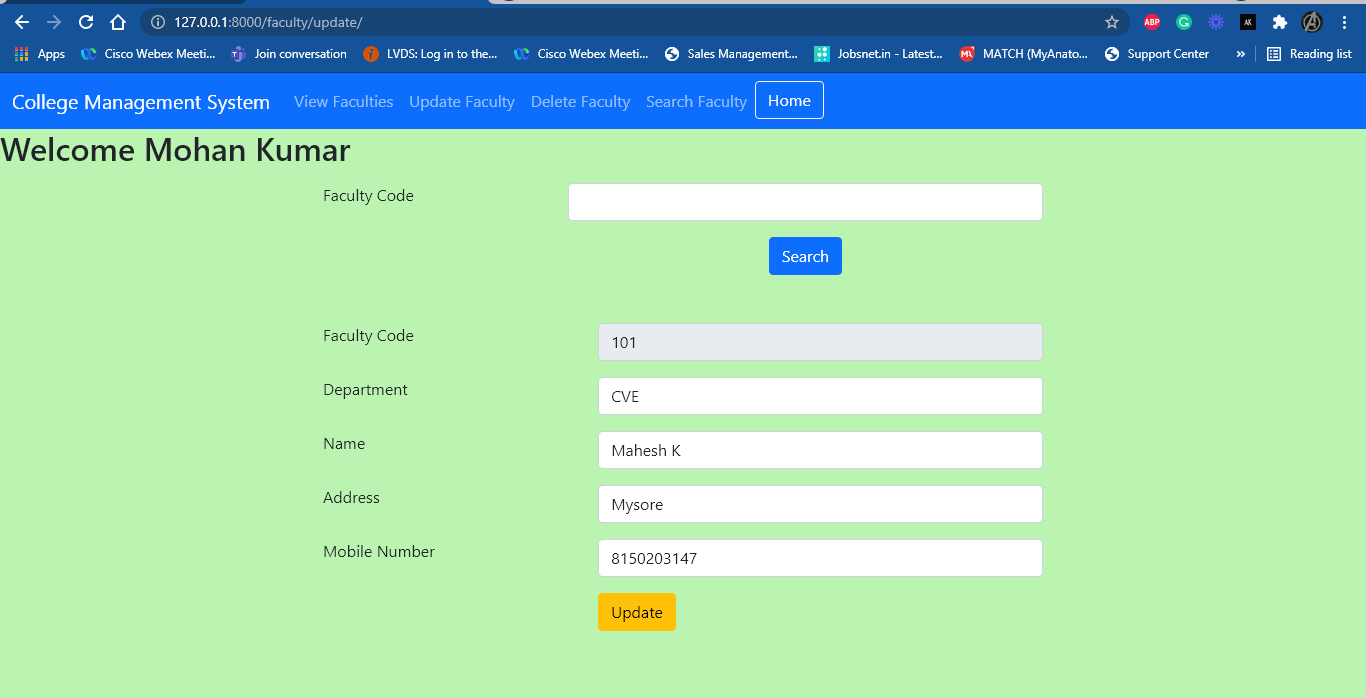 127.0.0.1:8000/faculty/update/
ABP G AK
Apps Cisco Webex Meeti... Join conversation LVDS: Log in to the... Cisco Webex Meeti... Sales Management... Jobsnet.in - Latest... MATCH (MyAnato... Support Center » Reading list
College Management System View Faculties Update Faculty Delete Faculty Search Faculty Home
Welcome Mohan Kumar
Faculty Code
Search
Faculty Code 101
Department CVE
Name Mahesh K
Address Mysore
Mobile Number 8150203147
Update